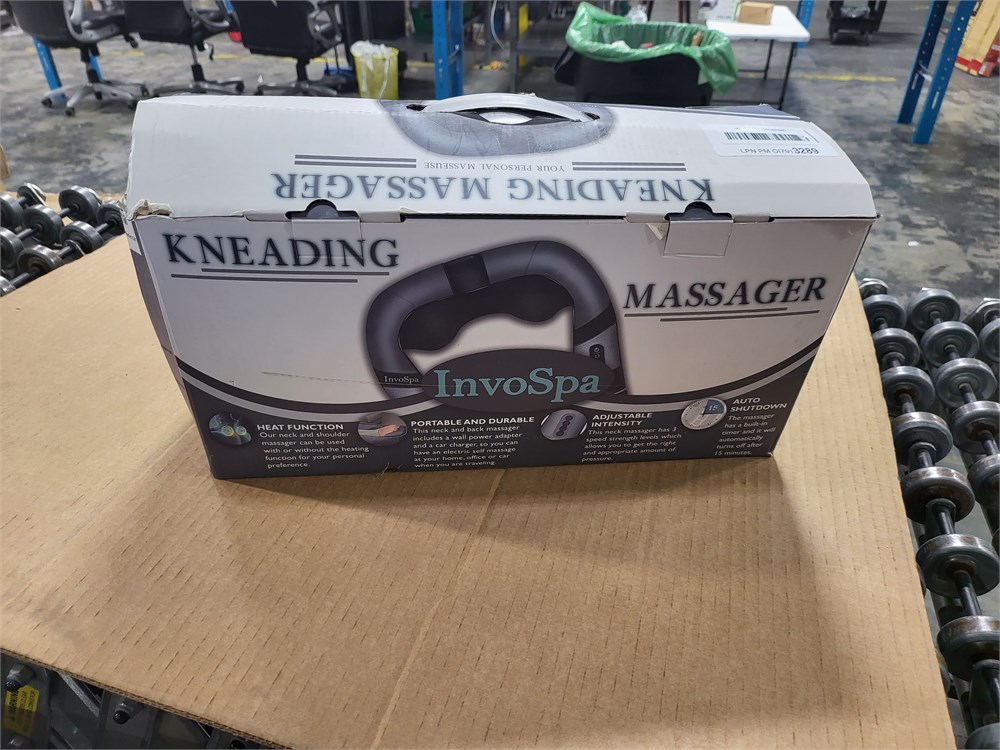 YOUR PERSONAL MASSEUSE
KNEADING MASSAGER
3289
KNEADING
MASSAGER
InvoSpa
InvoSpa
HEAT FUNCTION
Our neck and shoulder
massager can be used
with or without the heating
function for your personal
preference.
PORTABLE AND DURABLE
This neck and back massager
includes a wall power adapter
and a car charger, so you can
have an electric self massage
at your home, office or car
when you are traveling.
ADJUSTABLE
INTENSITY
This neck massager has 3
speed strength levels which
allows you to get the right
and appropriate amount of
pressure.
15
AUTO
SHUTDOWN
The massager
has a built-in
timer and it will
automatically
turns off after
15 minutes.